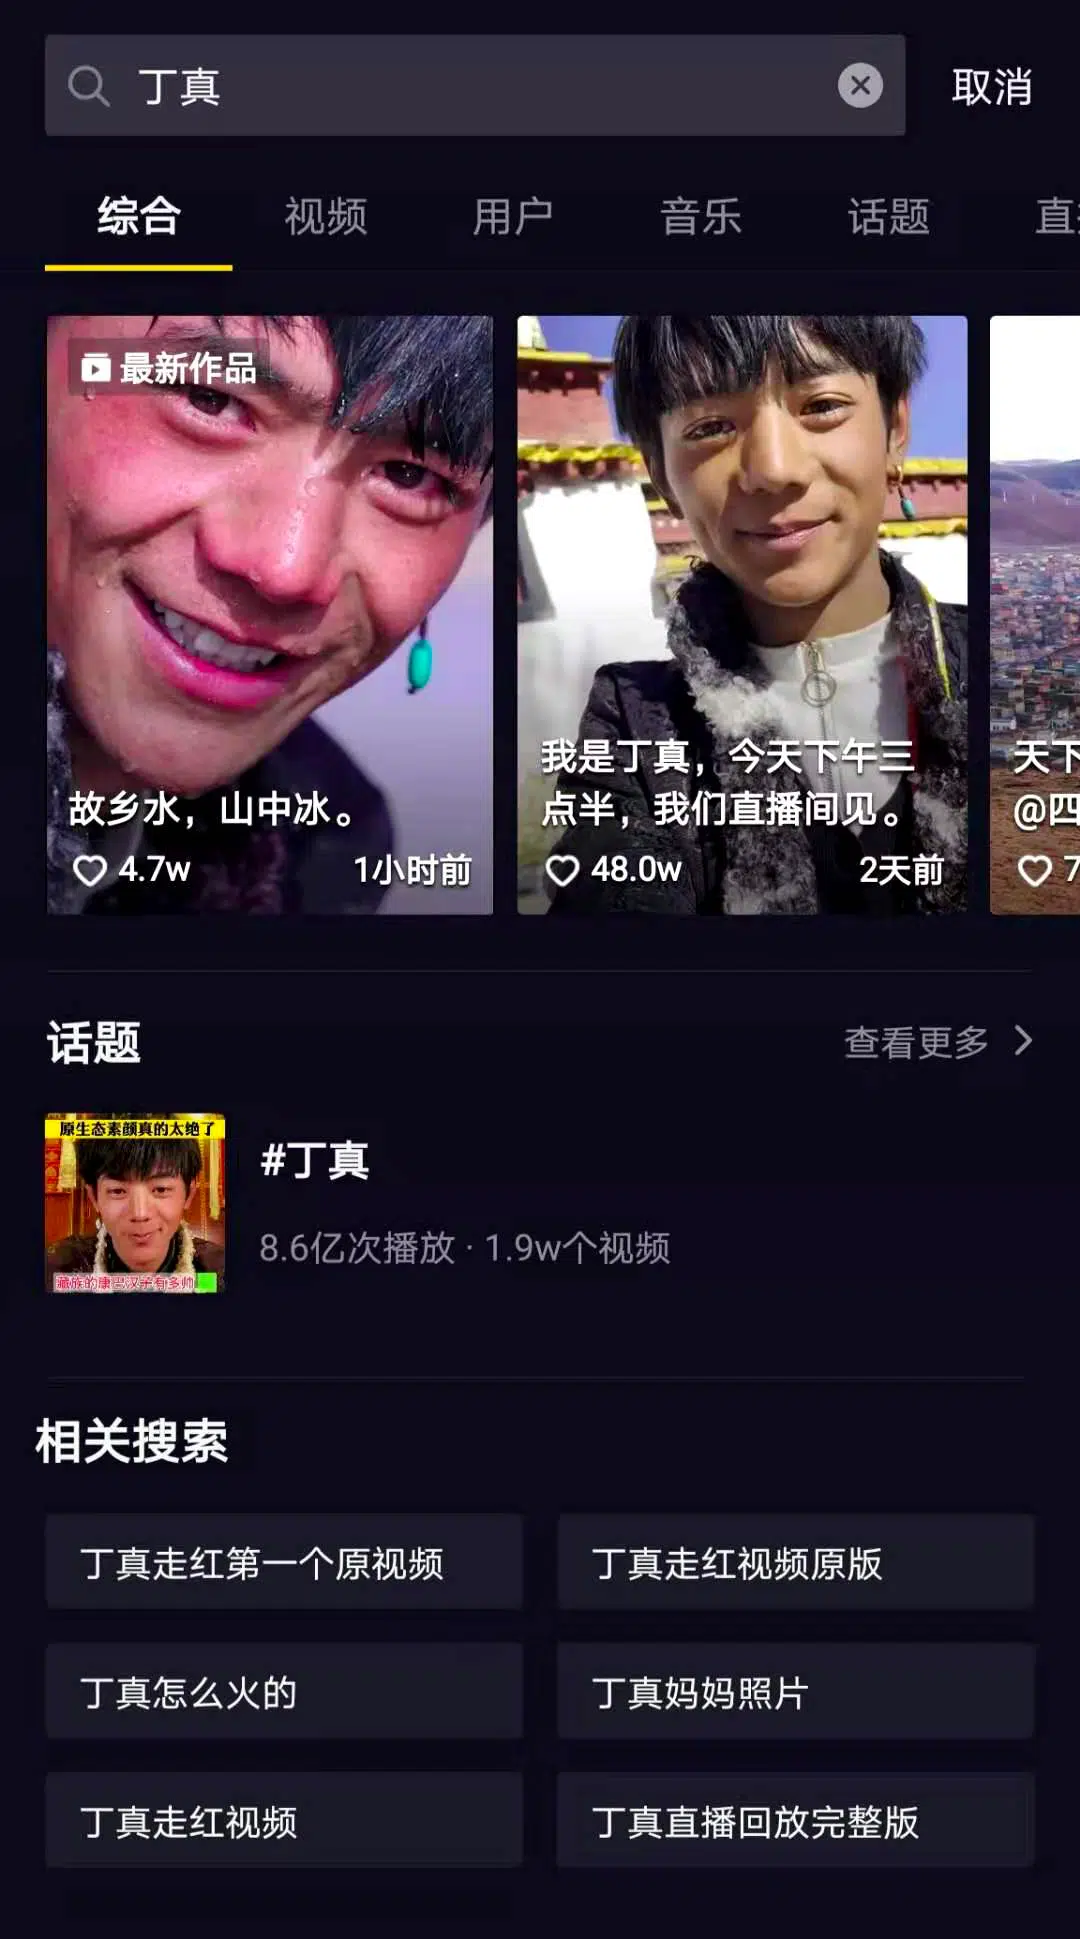 丁真
取消
综合 视频 用户 音乐 话题
最新作品
故乡水，山中冰。
4.7w 1小时前
我是丁真，今天下午三
点半，我们直播间见。
48.0w 2天前
天下
@四
7
话题
查看更多
原生态素颜真的太绝了
藏族的康巴汉子有多帅
#丁真
8.6亿次播放 · 1.9w个视频
相关搜索
丁真走红第一个原视频
丁真走红视频原版
丁真怎么火的
丁真妈妈照片
丁真走红视频
丁真直播回放完整版